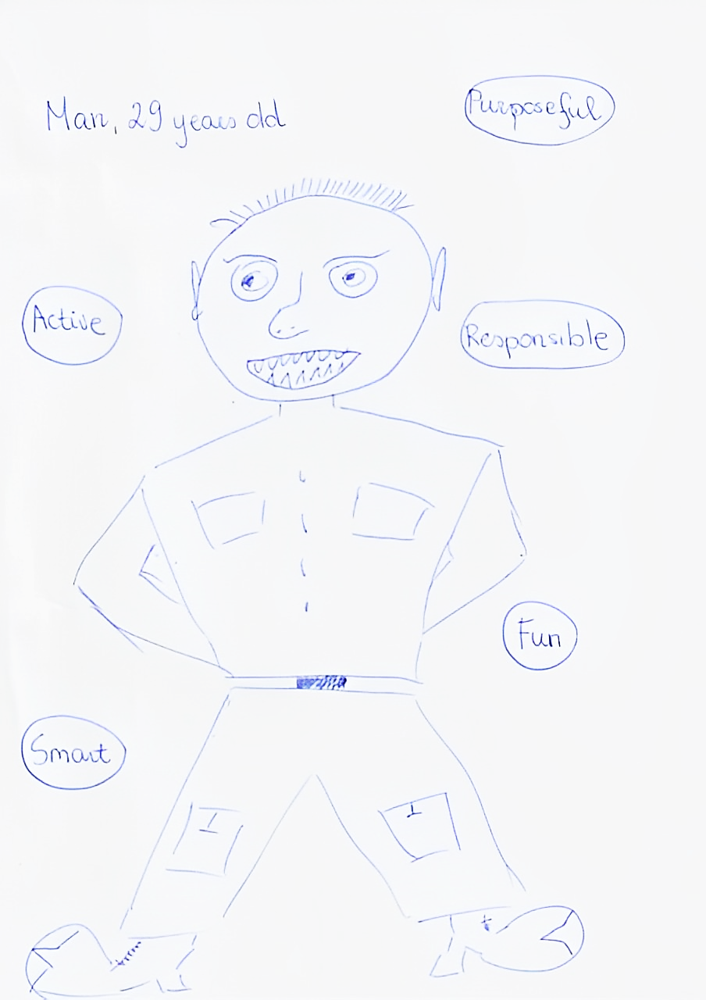 Man, 29 years old
Purposeful
Active
Responsible
Fun
Smart